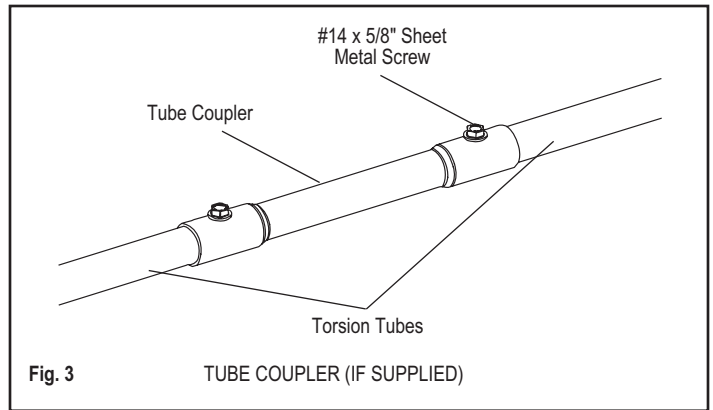 #14 x 5/8" Sheet
Metal Screw
Tube Coupler
Torsion Tubes
Fig. 3 TUBE COUPLER (IF SUPPLIED)